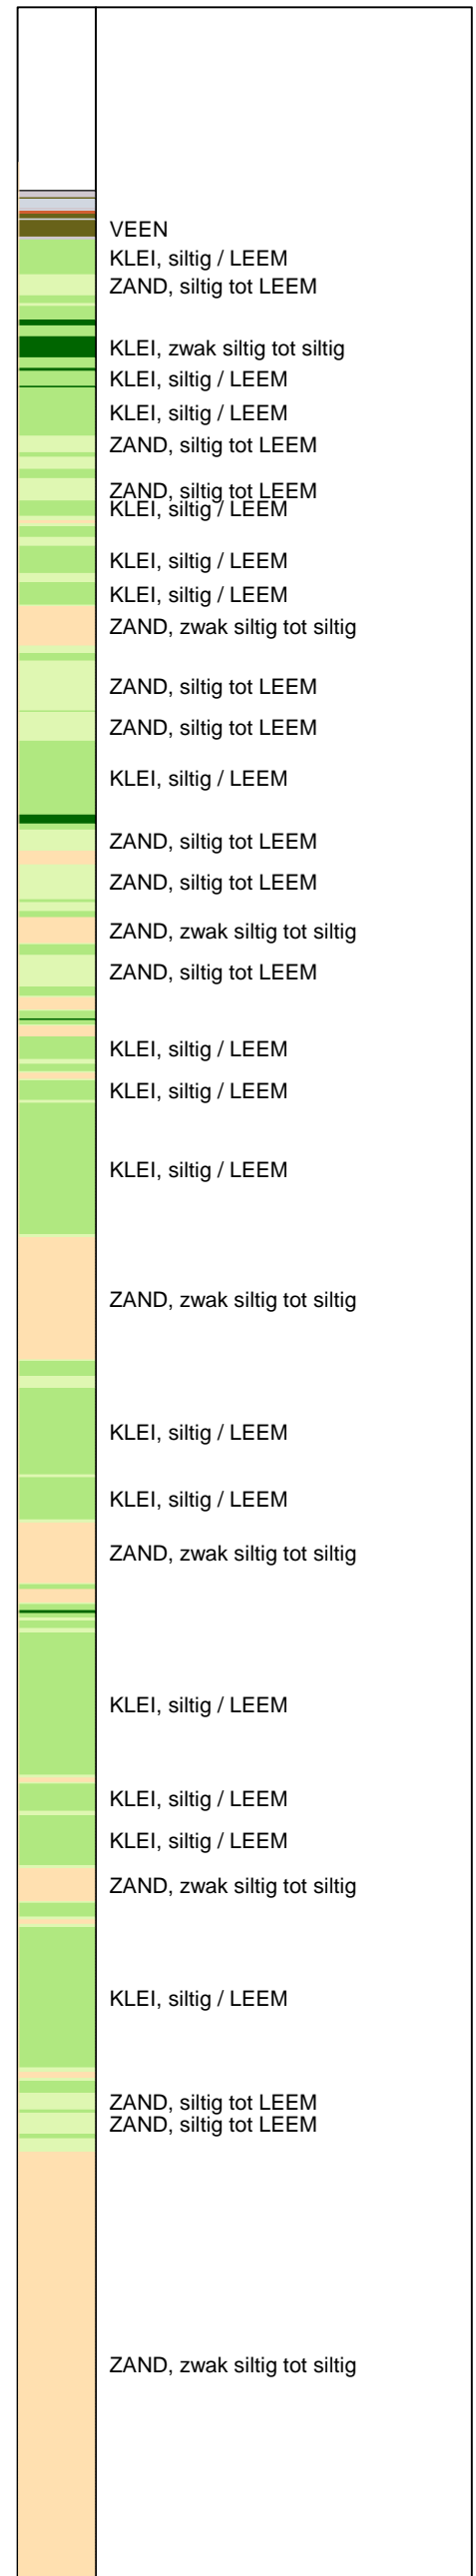 VEEN
KLEI, siltig / LEEM
ZAND, siltig tot LEEM
KLEI, zwak siltig tot siltig
KLEI, siltig / LEEM
KLEI, siltig / LEEM
ZAND, siltig tot LEEM
ZAND, siltig tot LEEM
KLEI, siltig / LEEM
KLEI, siltig / LEEM
KLEI, siltig / LEEM
ZAND, zwak siltig tot siltig
ZAND, siltig tot LEEM
ZAND, siltig tot LEEM
KLEI, siltig / LEEM
ZAND, siltig tot LEEM
ZAND, siltig tot LEEM
ZAND, zwak siltig tot siltig
ZAND, siltig tot LEEM
KLEI, siltig / LEEM
KLEI, siltig / LEEM
KLEI, siltig / LEEM
ZAND, zwak siltig tot siltig
KLEI, siltig / LEEM
KLEI, siltig / LEEM
ZAND, zwak siltig tot siltig
KLEI, siltig / LEEM
KLEI, siltig / LEEM
KLEI, siltig / LEEM
ZAND, zwak siltig tot siltig
KLEI, siltig / LEEM
ZAND, siltig tot LEEM
ZAND, siltig tot LEEM
ZAND, zwak siltig tot siltig